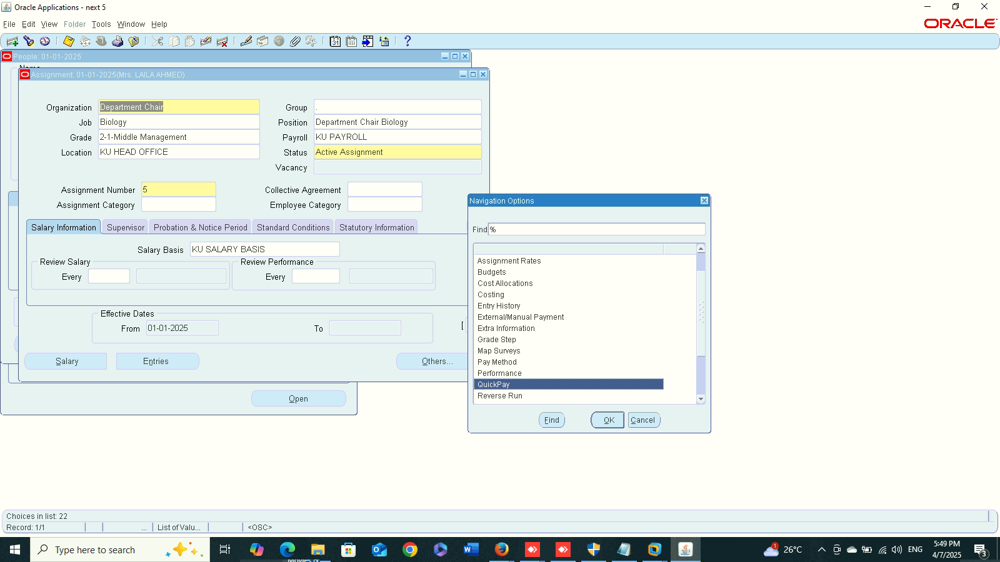 Oracle Applications - next 5
File Edit View Folder Tools Window Help
ORACLE
People: 01-01-2025
Name
Assignment: 01-01-2025(Mrs. LAILA AHMED)
Organization Department Chair Group .
Job Biology Position Department Chair Biology
Grade 2-1-Middle Management Payroll KU PAYROLL
Location KU HEAD OFFICE Status Active Assignment
Vacancy
Assignment Number 5 Collective Agreement
Assignment Category Employee Category
Salary Information Supervisor Probation & Notice Period Standard Conditions Statutory Information
Salary Basis KU SALARY BASIS
Review Salary Review Performance
Every Every
Effective Dates
From 01-01-2025 To [
Salary Entries Others...
Open
Navigation Options
Find %
Assignment Rates
Budgets
Cost Allocations
Costing
Entry History
External/Manual Payment
Extra Information
Grade Step
Map Surveys
Pay Method
Performance
QuickPay
Reverse Run
Find OK Cancel
Choices in list: 22
Record: 1/1 ... List of Valu... <OSC>
Type here to search
1 26°C ENG 5:49 PM
4/7/2025 3